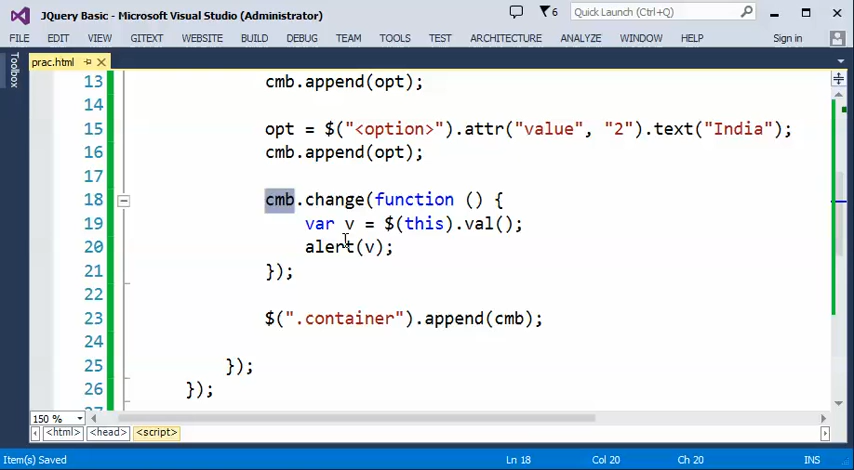 JQuery Basic - Microsoft Visual Studio (Administrator)
6
Quick Launch (Ctrl+Q)
FILE EDIT VIEW GITEXT WEBSITE BUILD DEBUG TEAM TOOLS TEST ARCHITECTURE ANALYZE WINDOW HELP Sign in
Toolbox
prac.html
13 cmb.append(opt);
14
15 opt = $("<option>").attr("value", "2").text("India");
16 cmb.append(opt);
17
18 cmb.change(function () {
19 var v = $(this).val();
20 alert(v);
21 });
22
23 $(".container").append(cmb);
24
25 });
26 });
150 %
<html> <head> <script>
Item(s) Saved Ln 18 Col 20 Ch 20 INS